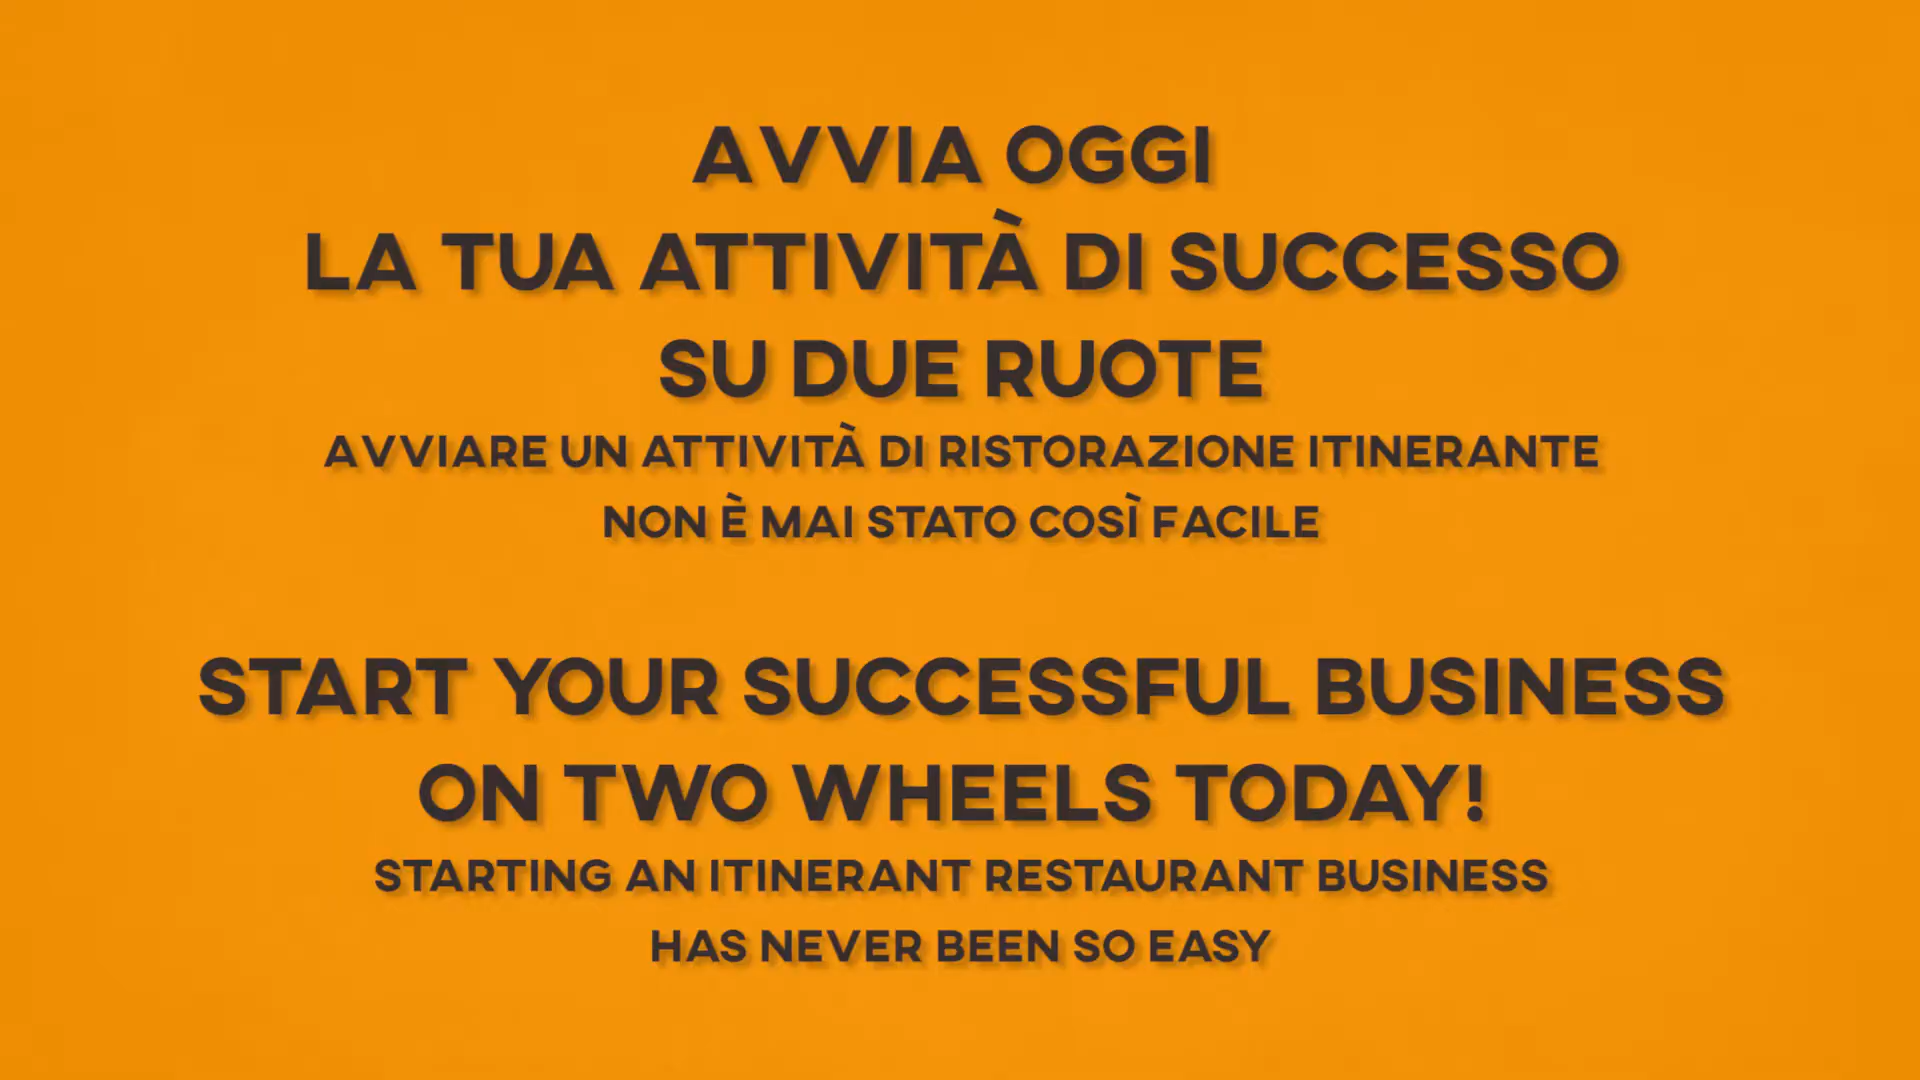 AVVIA OGGI
LA TUA ATTIVITÀ DI SUCCESSO
SU DUE RUOTE
AVVIARE UN ATTIVITÀ DI RISTORAZIONE ITINERANTE
NON È MAI STATO COSÌ FACILE
START YOUR SUCCESSFUL BUSINESS
ON TWO WHEELS TODAY!
STARTING AN ITINERANT RESTAURANT BUSINESS
HAS NEVER BEEN SO EASY